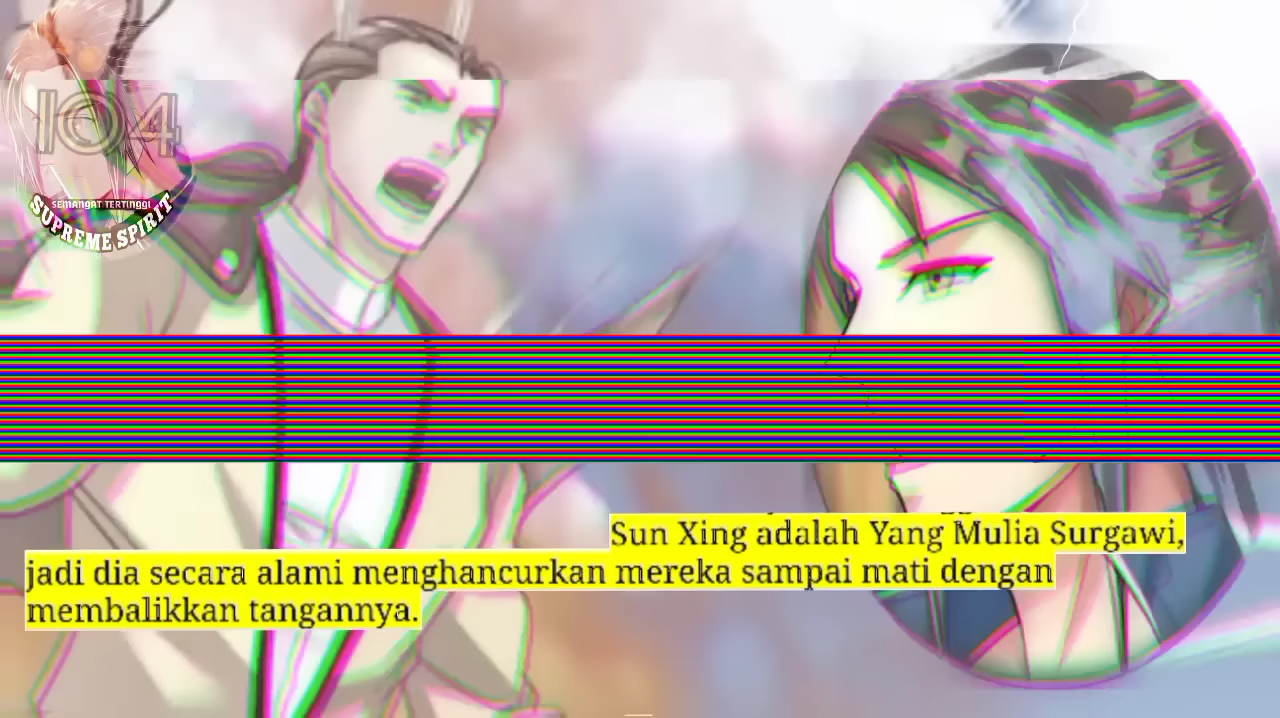 104
SEMANGAT TERTINGGI
SUPREME SPIRIT
Sun Xing adalah Yang Mulia Surgawi,
jadi dia secara alami menghancurkan mereka sampai mati dengan
membalikkan tangannya.